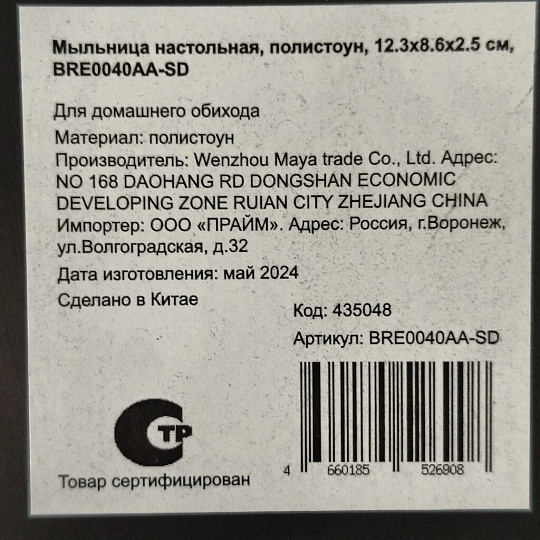 Мыльница настольная, полистоун, 12.3x8.6x2.5 см,
BRE0040AA-SD
Для домашнего обихода
Материал: полистоун
Производитель: Wenzhou Maya trade Co., Ltd. Адрес:
NO 168 DAOHANG RD DONGSHAN ECONOMIC
DEVELOPING ZONE RUIAN CITY ZHEJIANG CHINA
Импортер: ООО «ПРАЙМ». Адрес: Россия, г.Воронеж,
ул.Волгоградская, д.32
Дата изготовления: май 2024
Сделано в Китае
Код: 435048
Артикул: BRE0040AA-SD
СТР
Товар сертифицирован
4 660185 526908